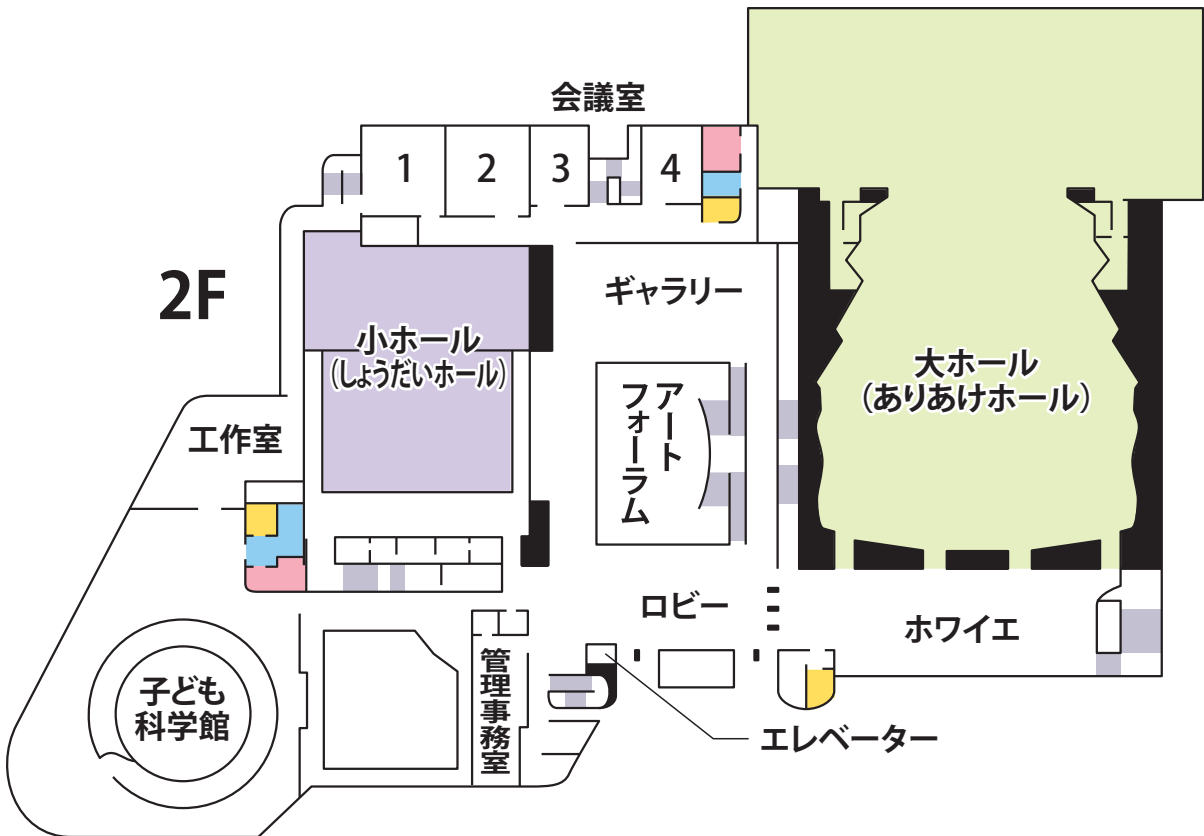 会議室
1
2
3
4
2F
ギャラリー
小ホール
(しょうだいホール)
大ホール
(ありあけホール)
アート
フォーラム
工作室
ロビー
ホワイエ
管理事務室
子ども
科学館
エレベーター